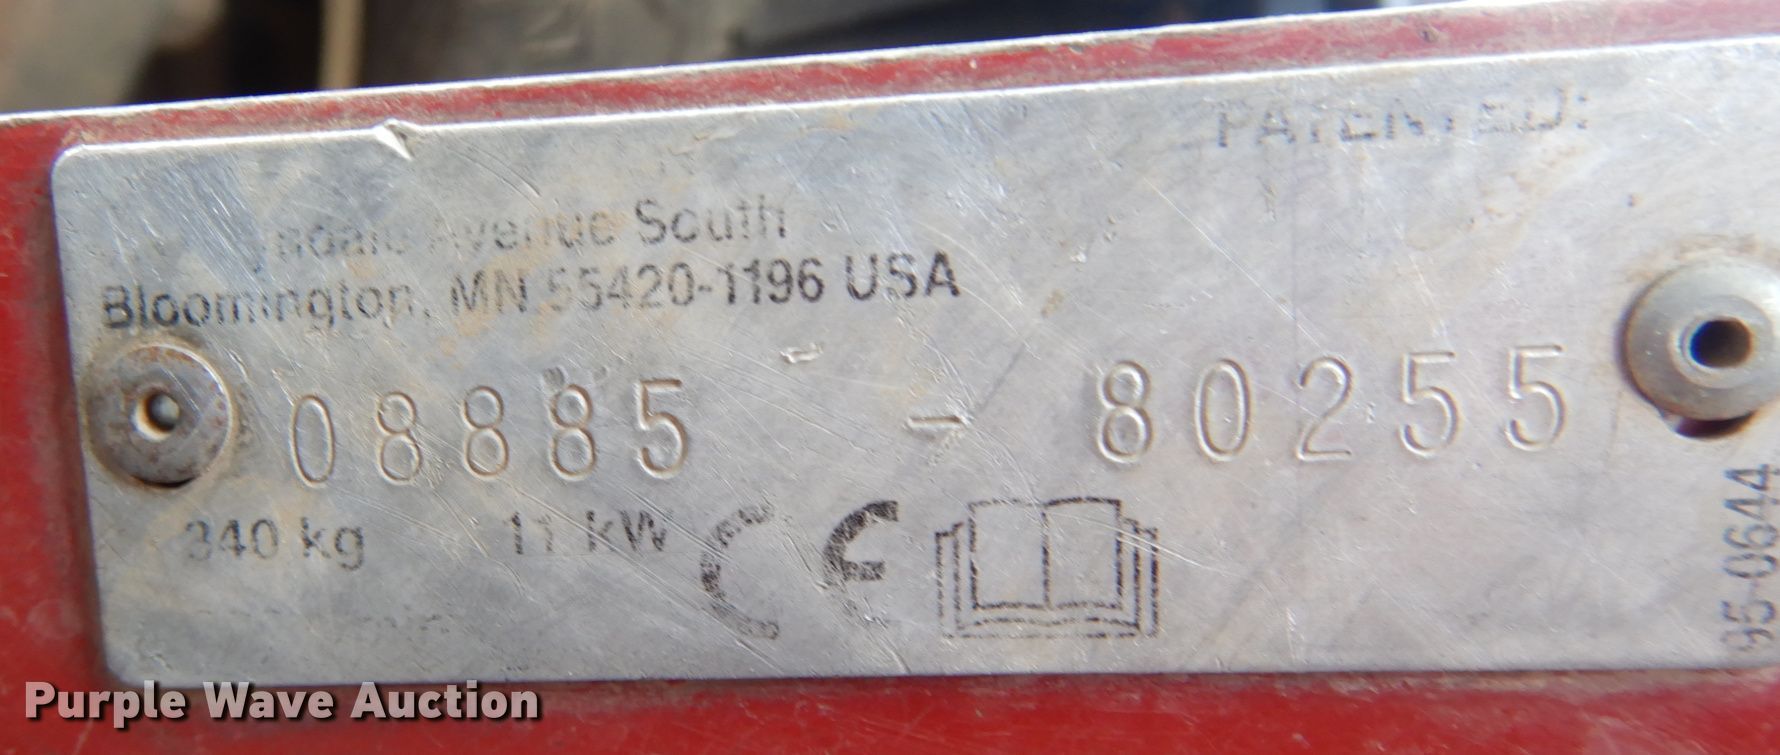 PATENTED:
Avenue South
Bloomington, MN 55420-1196 USA
08885 - 80255
340 kg 11 kW CE
95-0644
Purple Wave Auction